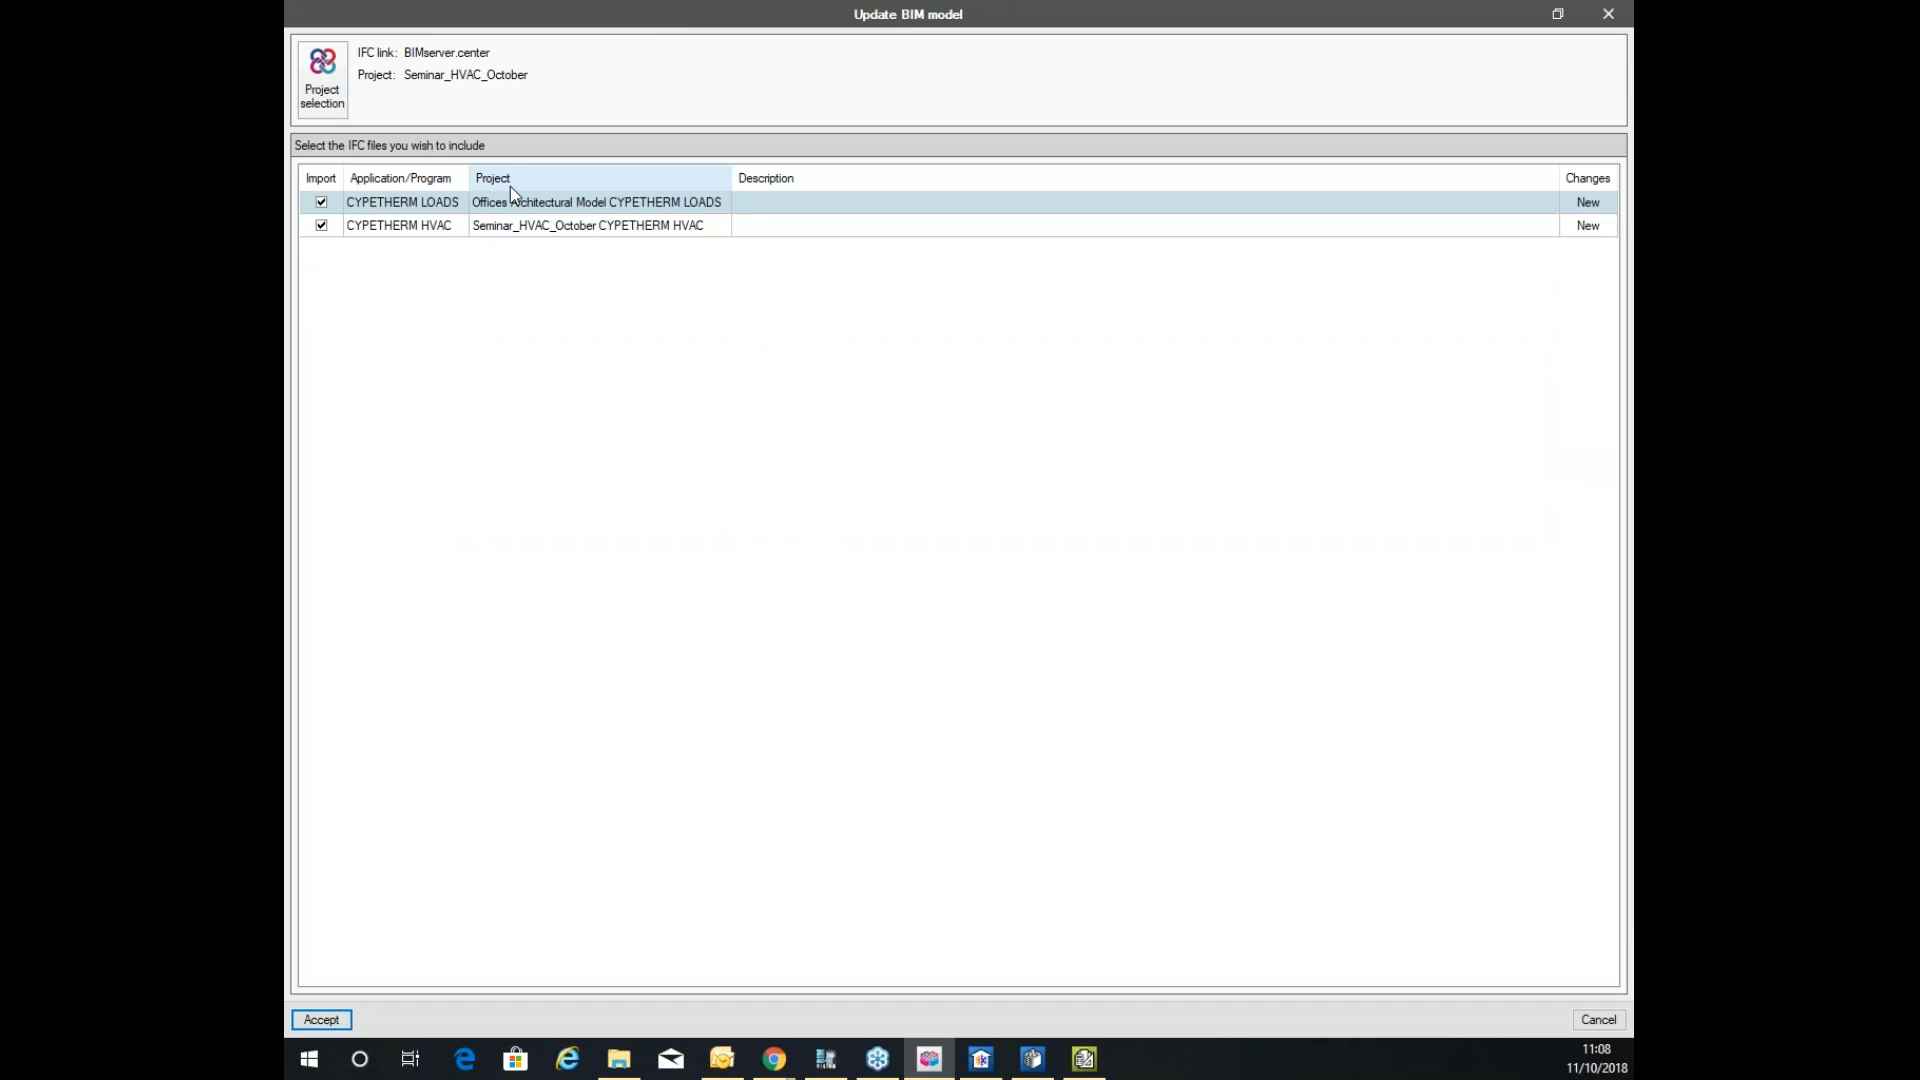 Update BIM model
IFC link: BIMserver.center
Project: Seminar_HVAC_October
Project
selection
Select the IFC files you wish to include
Import Application/Program Project Description Changes
CYPETHERM LOADS Offices Architectural Model CYPETHERM LOADS New
CYPETHERM HVAC Seminar_HVAC_October CYPETHERM HVAC New
Accept Cancel
11:08
11/10/2018